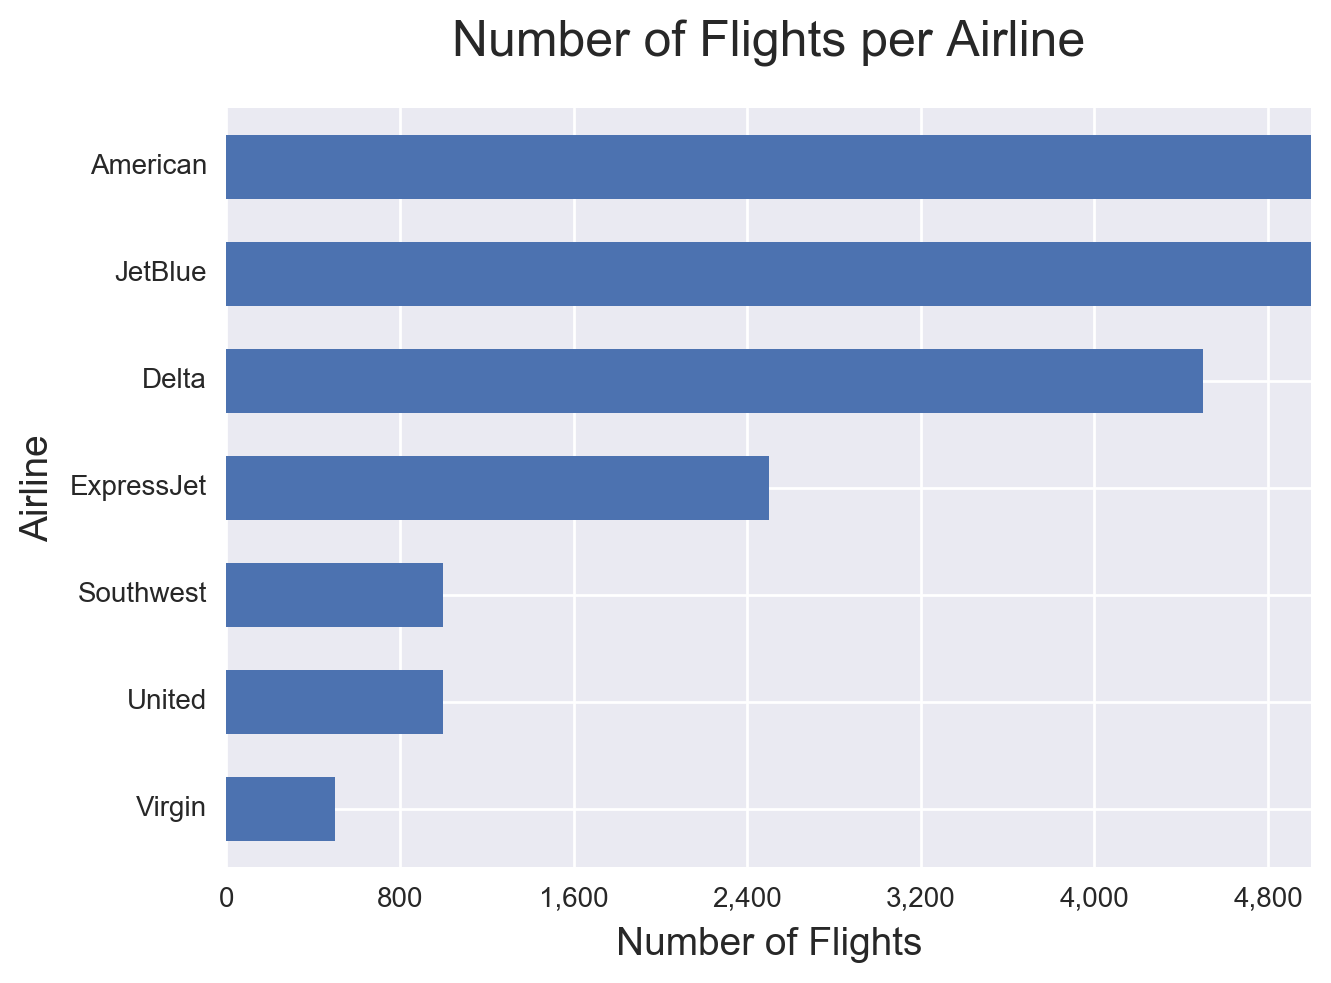 Number of Flights per Airline
American
JetBlue
Delta
ExpressJet
Southwest
United
Virgin
Airline
0 800 1,600 2,400 3,200 4,000 4,800
Number of Flights